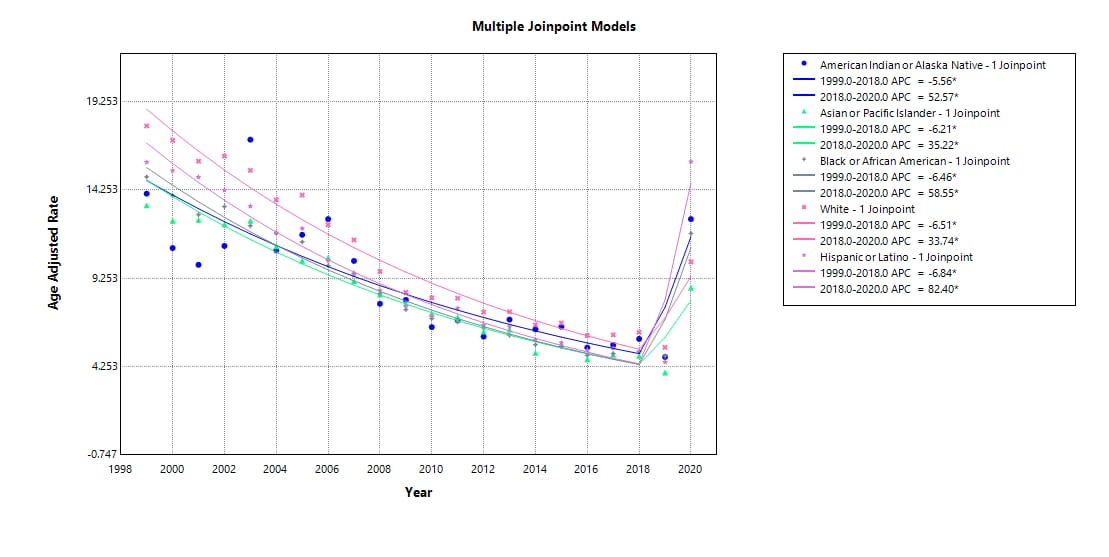 Multiple Joinpoint Models
Age Adjusted Rate
19.253
14.253
9.253
4.253
-0.747
1998 2000 2002 2004 2006 2008 2010 2012 2014 2016 2018 2020
Year
American Indian or Alaska Native - 1 Joinpoint
1999.0-2018.0 APC = -5.56*
2018.0-2020.0 APC = 52.57*
Asian or Pacific Islander - 1 Joinpoint
1999.0-2018.0 APC = -6.21*
2018.0-2020.0 APC = 35.22*
Black or African American - 1 Joinpoint
1999.0-2018.0 APC = -6.46*
2018.0-2020.0 APC = 58.55*
White - 1 Joinpoint
1999.0-2018.0 APC = -6.51*
2018.0-2020.0 APC = 33.74*
Hispanic or Latino - 1 Joinpoint
1999.0-2018.0 APC = -6.84*
2018.0-2020.0 APC = 82.40*